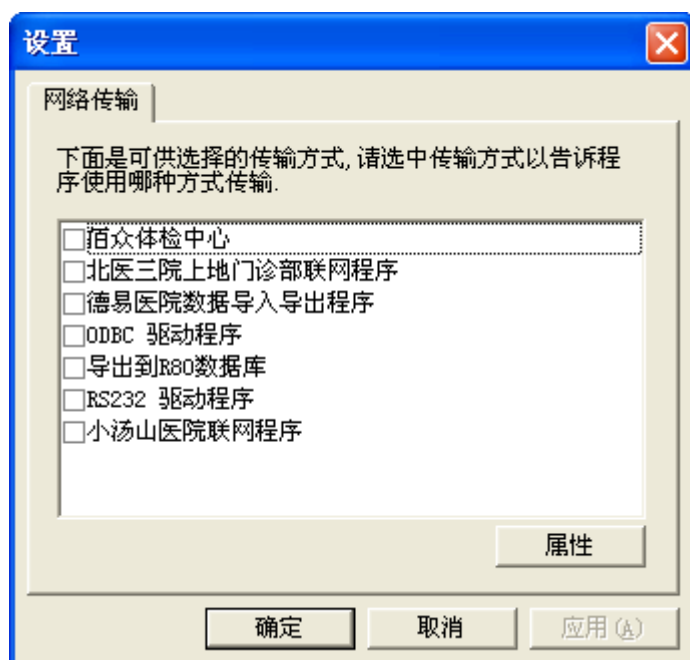 设置
网络传输
下面是可供选择的传输方式,请选中传输方式以告诉程
序使用哪种方式传输.
佰众体检中心
北医三院上地门诊部联网程序
德易医院数据导入导出程序
ODBC 驱动程序
导出到R80数据库
RS232 驱动程序
小汤山医院联网程序
属性
确定
取消
应用(A)